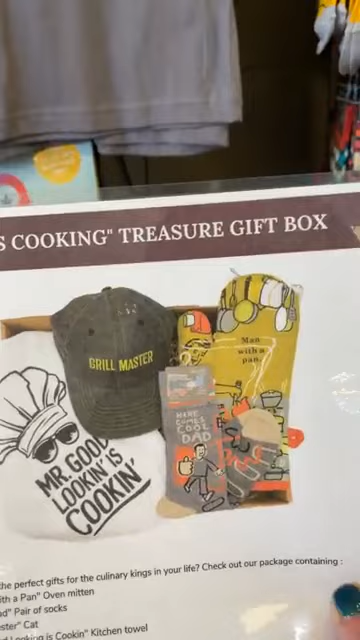 S COOKING" TREASURE GIFT BOX
GRILL MASTER
Man
with a
pan
HERE
COMES
COOL
DAD
MR. GOOD
LOOKIN' IS
COOKIN'
the perfect gifts for the culinary kings in your life? Check out our package containing :
ith a Pan" Oven mitten
ad" Pair of socks
ster" Cat
d Looking is Cookin" Kitchen towel